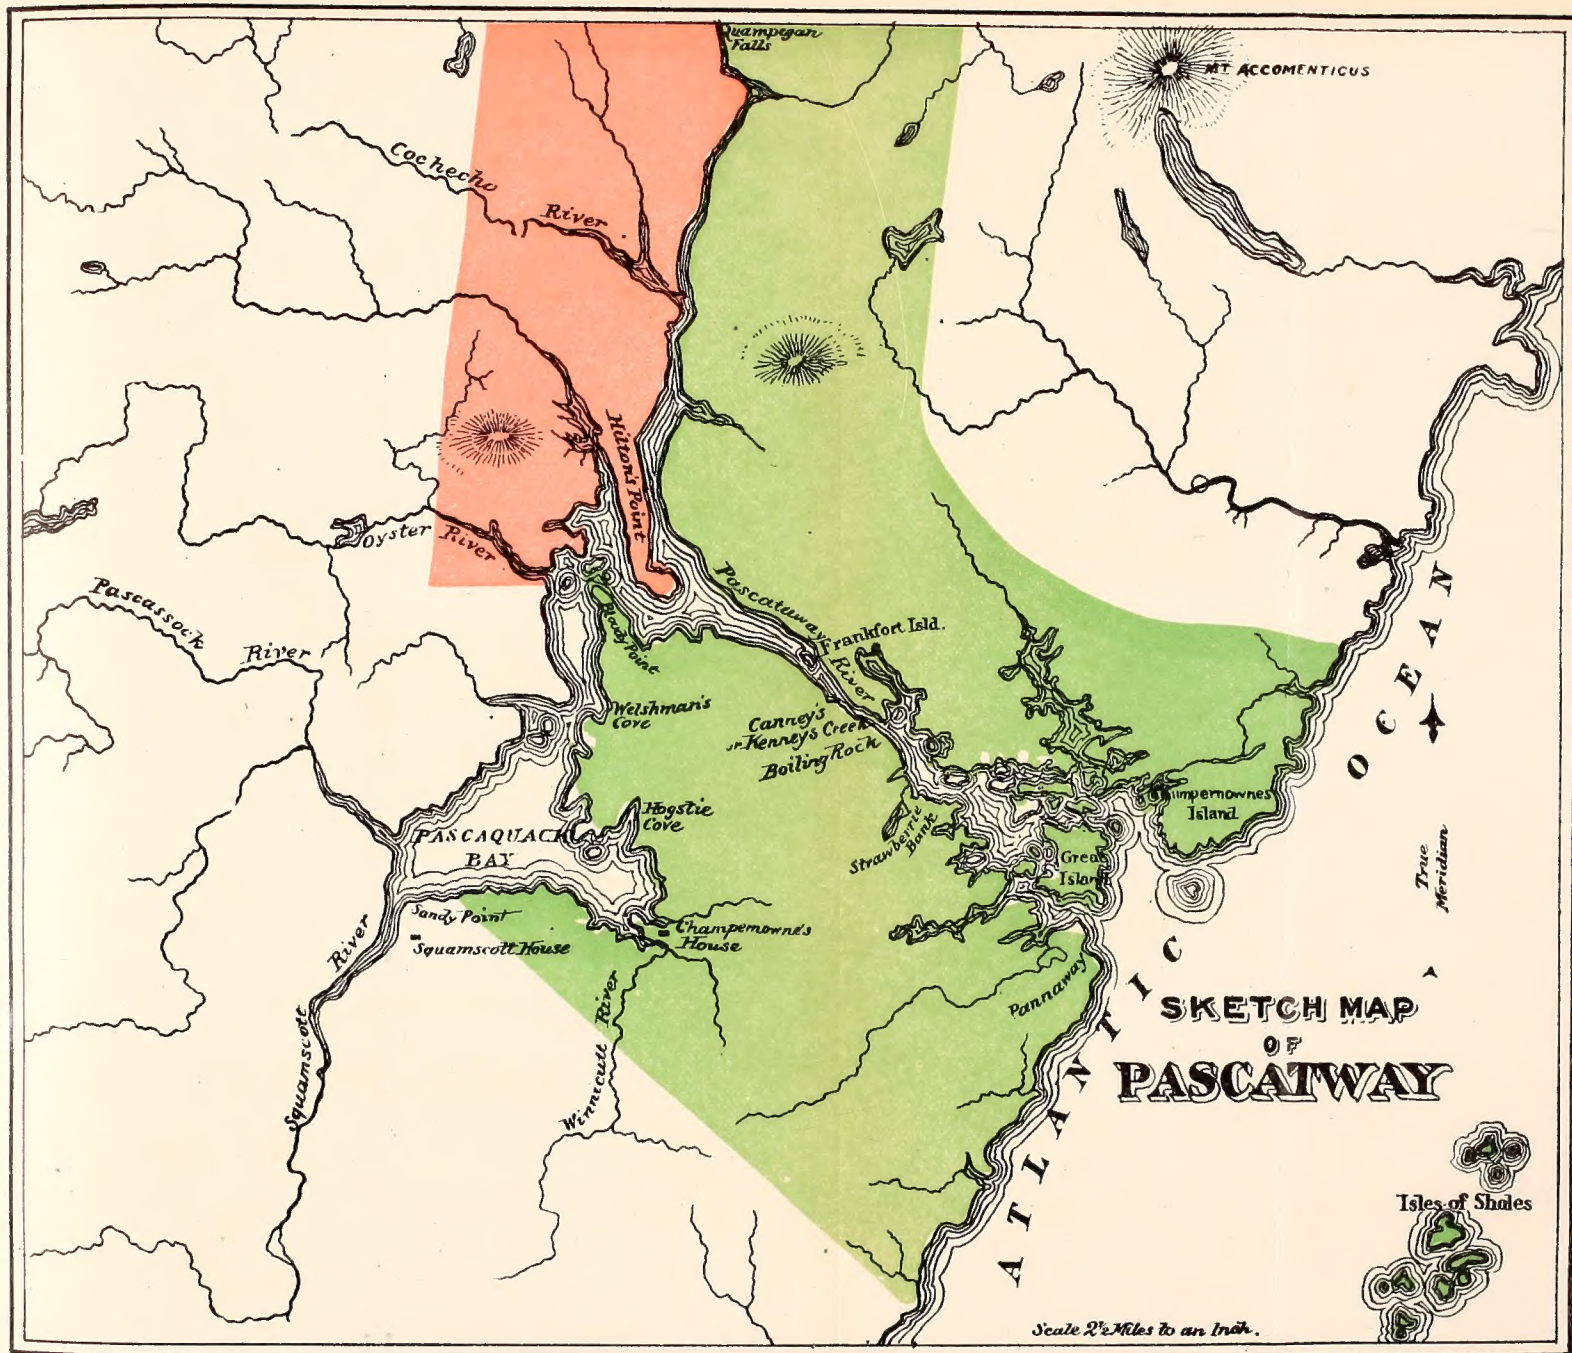 Quampegan
Falls
MT. ACCOMENTICUS
Cochecho
River
Hilton's Point
Oyster River
Pascassock
River
Bloody Point
Pascataway
River
Frankfort Isld.
Welshman's
Cove
Canney's
or Kenney's Creek
Boiling Rock
Hogstie
Cove
Strawberrie
Bank
PASCAQUACK
BAY
Great
Island
Island
Sandy Point
Squamscott House
Champernowne's
House
Squamscott River
Winnicutt River
Pannaway
ATLANTIC OCEAN
True
Meridian
SKETCH MAP
OF
PASCATWAY
Isles of Sholes
Scale 2½ Miles to an Inch.